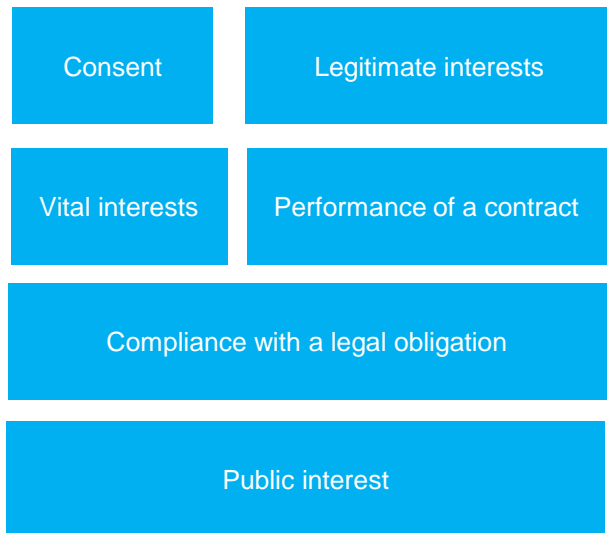 Consent
Legitimate interests
Vital interests
Performance of a contract
Compliance with a legal obligation
Public interest